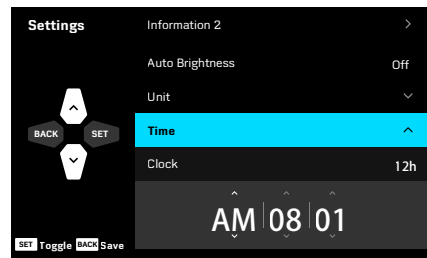 Settings
Information 2
Auto Brightness Off
Unit
BACK SET
Time
Clock 12h
AM 08 01
SET Toggle BACK Save